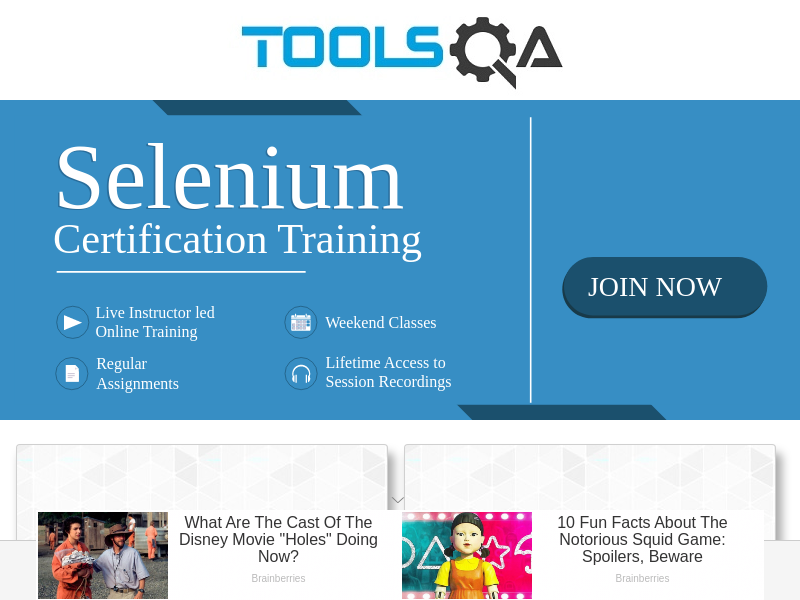 TOOLSQA
Selenium
Certification Training
Live Instructor led
Online Training
Weekend Classes
Regular
Assignments
Lifetime Access to
Session Recordings
JOIN NOW
What Are The Cast Of The
Disney Movie "Holes" Doing
Now?
Brainberries
10 Fun Facts About The
Notorious Squid Game:
Spoilers, Beware
Brainberries